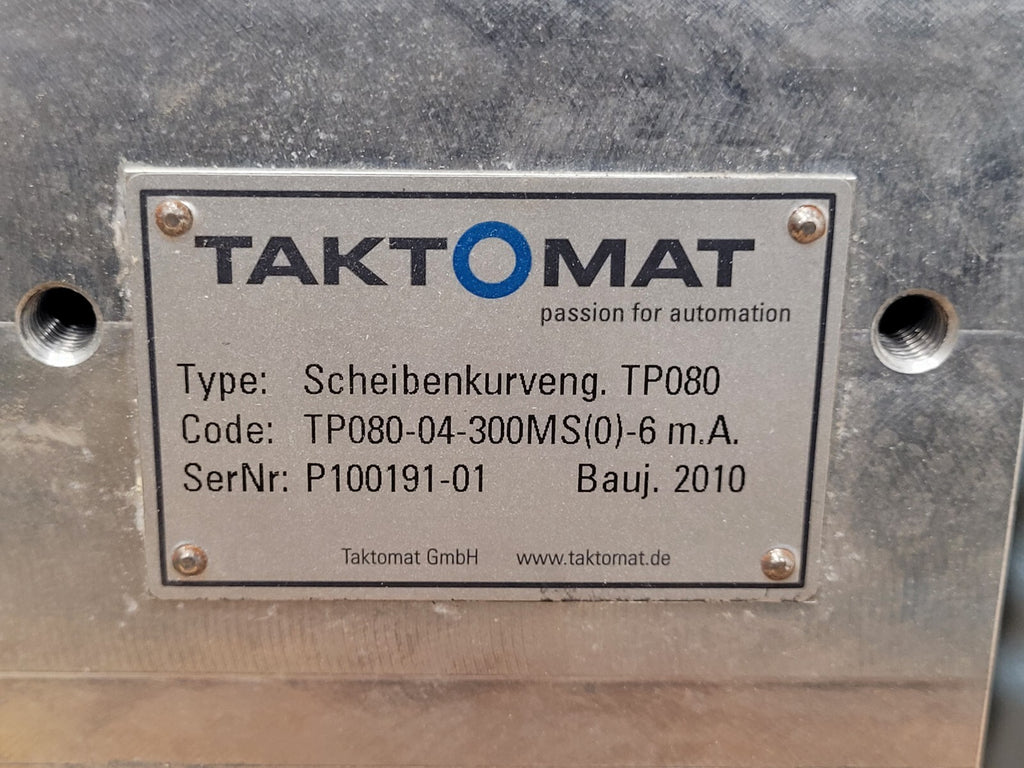 TAKTOMAT
passion for automation
Type: Scheibenkurveng. TP080
Code: TP080-04-300MS(0)-6 m.A.
SerNr: P100191-01 Bauj. 2010
Taktomat GmbH www.taktomat.de